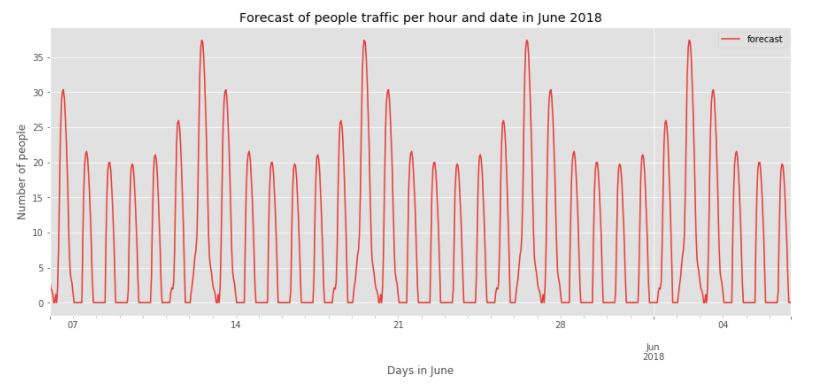 Forecast of people traffic per hour and date in June 2018
forecast
Number of people
35
30
25
20
15
10
5
0
07
14
21
28
04
Jun
2018
Days in June